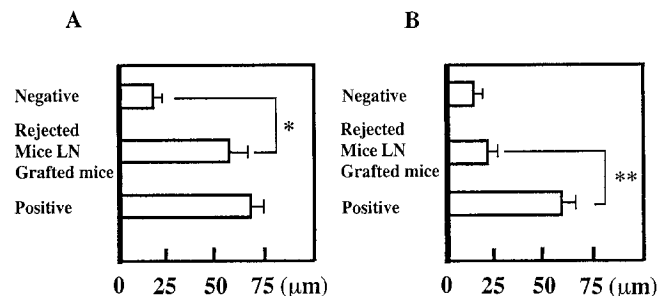 A
B
Negative
Rejected
Mice LN
Grafted mice
Positive
*
0 25 50 75 (μm)
Negative
Rejected
Mice LN
Grafted mice
Positive
**
0 25 50 75 (μm)